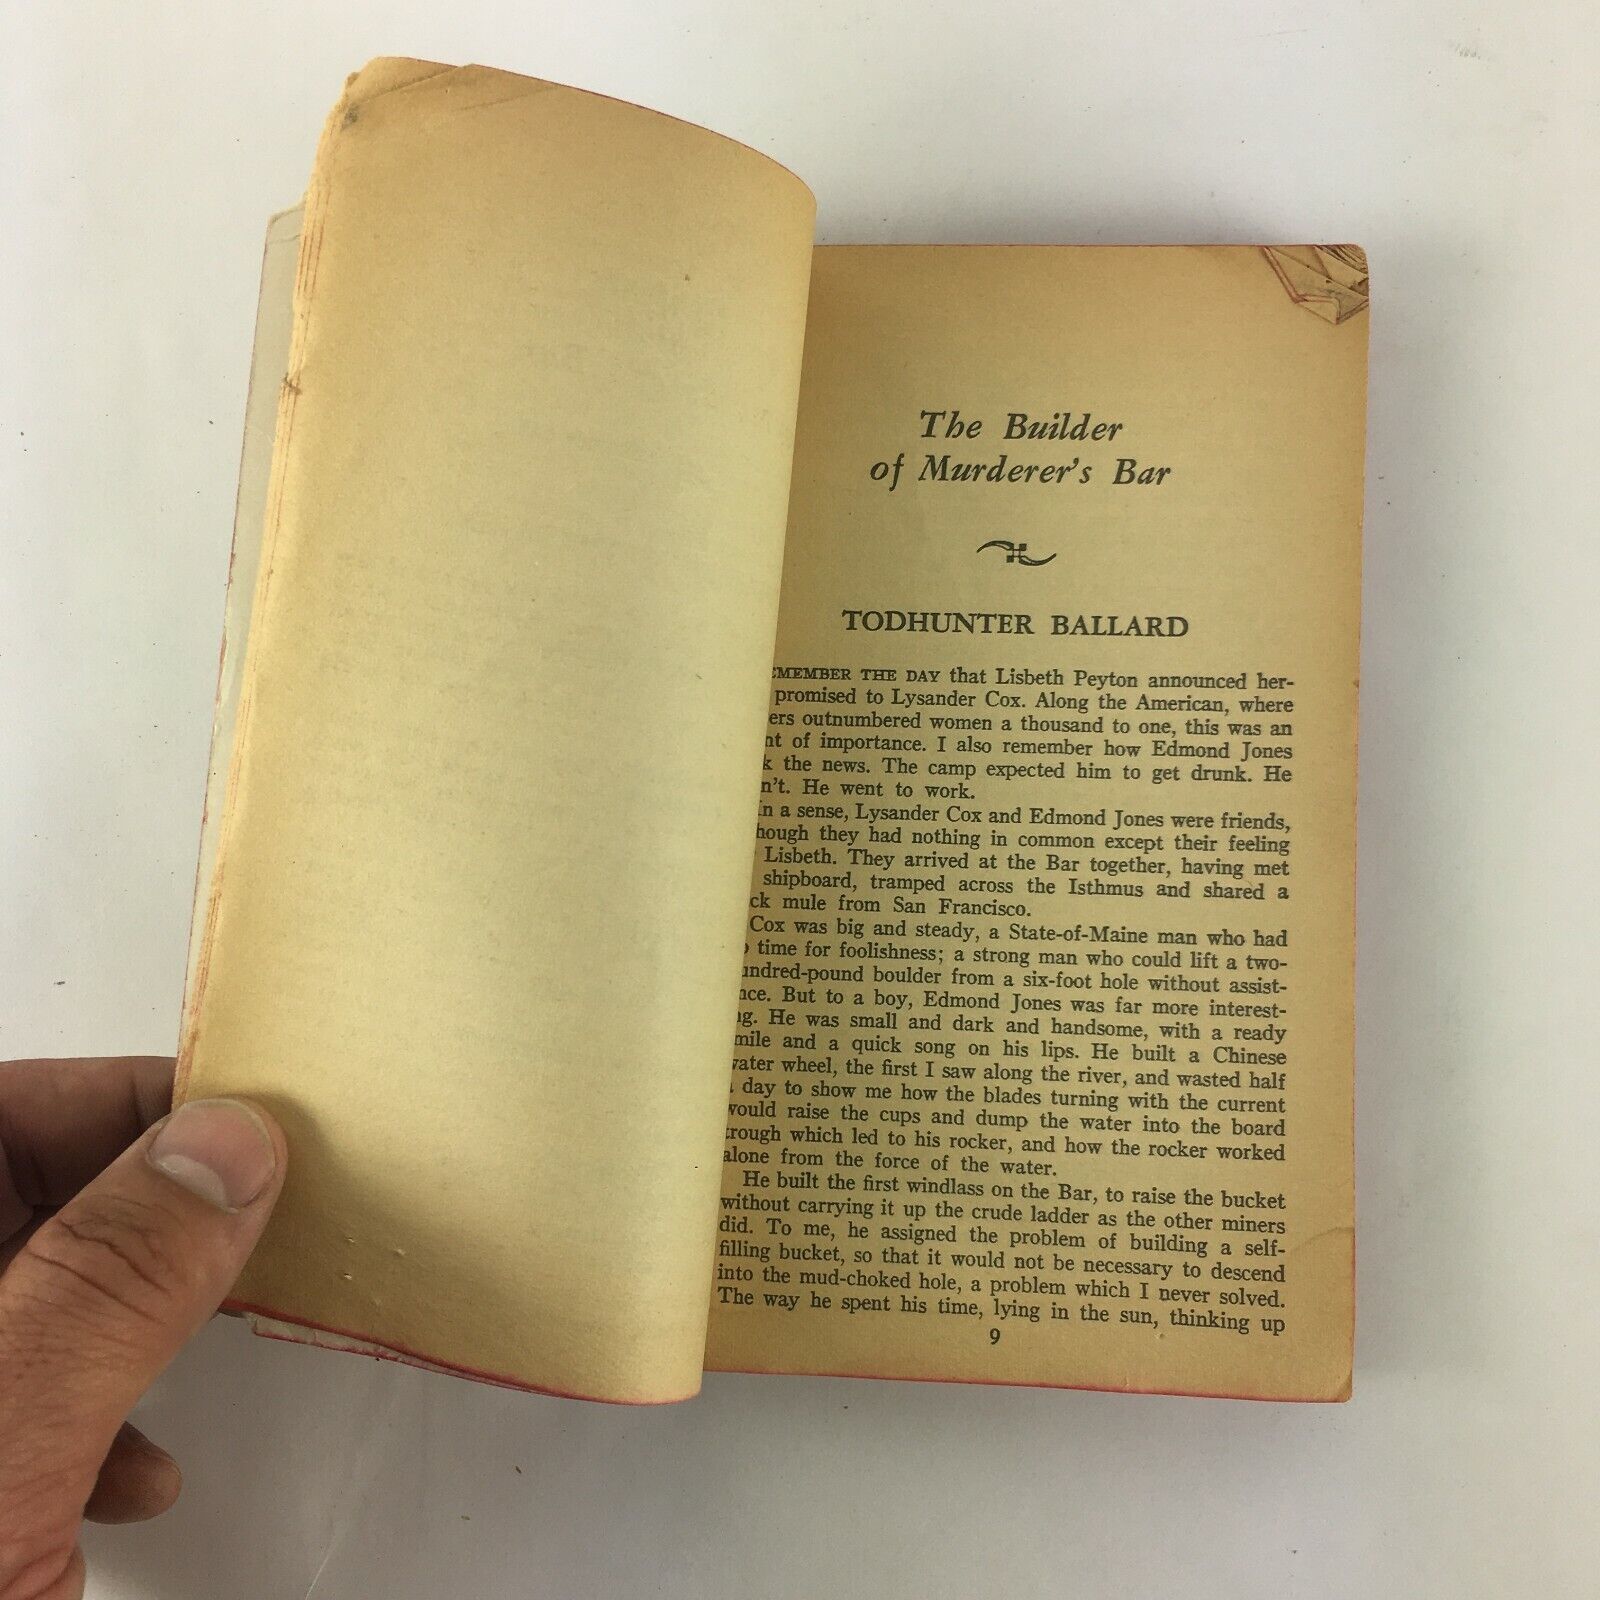 The Builder
of Murderer's Bar
TODHUNTER BALLARD
THE DAY that Lisbeth Peyton announced her-
promised to Lysander Cox. Along the American, where
outnumbered women a thousand to one, this was an
of importance. I also remember how Edmond Jones
the news. The camp expected him to get drunk. He
He went to work.
In a sense, Lysander Cox and Edmond Jones were friends,
they had nothing in common except their feeling
Lisbeth. They arrived at the Bar together, having met
shipboard, tramped across the Isthmus and shared a
mule from San Francisco.
Cox was big and steady, a State-of-Maine man who had
time for foolishness; a strong man who could lift a two-
hundred-pound boulder from a six-foot hole without assist-
ance. But to a boy, Edmond Jones was far more interest-
ing. He was small and dark and handsome, with a ready
smile and a quick song on his lips. He built a Chinese
water wheel, the first I saw along the river, and wasted half
a day to show me how the blades turning with the current
would raise the cups and dump the water into the board
trough which led to his rocker, and how the rocker worked
alone from the force of the water.
He built the first windlass on the Bar, to raise the bucket
without carrying it up the crude ladder as the other miners
did. To me, he assigned the problem of building a self-
filling bucket, so that it would not be necessary to descend
into the mud-choked hole, a problem which I never solved.
The way he spent his time, lying in the sun, thinking up
9